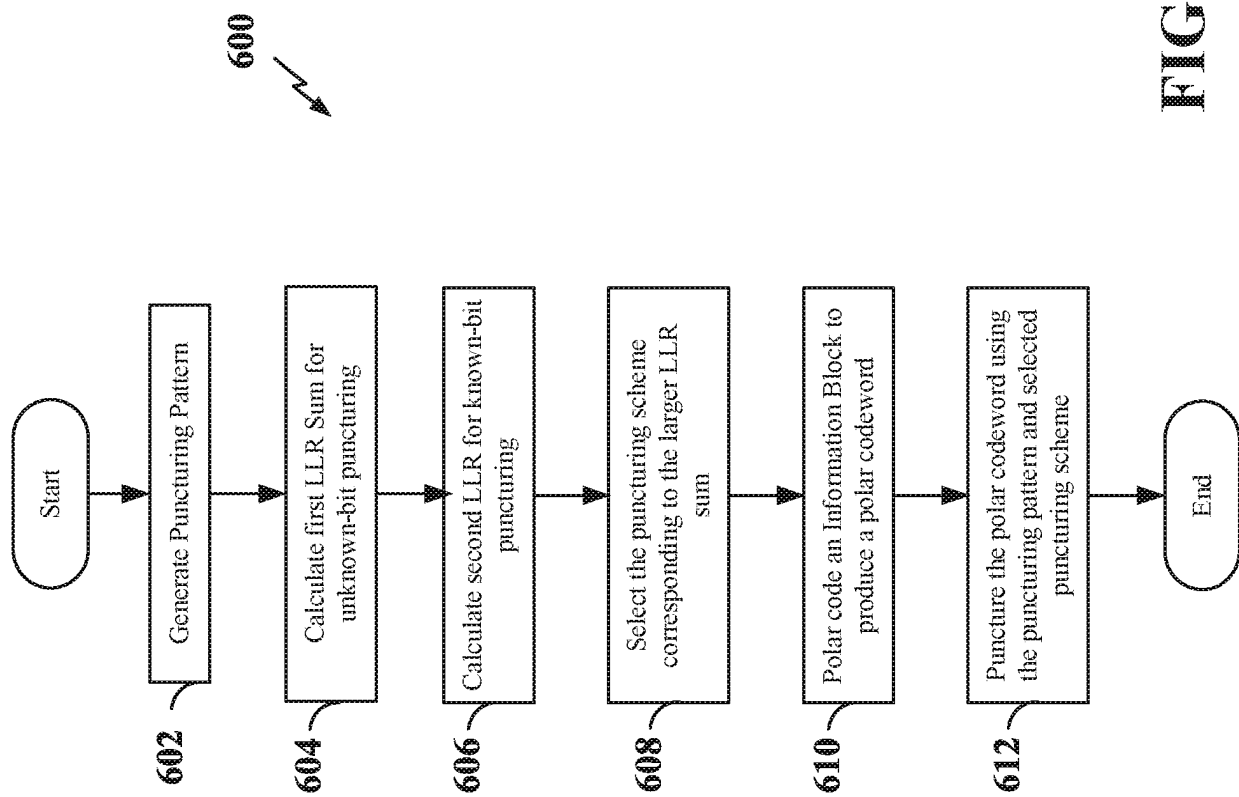 600
Start
602
Generate Puncturing Pattern
604
Calculate first LLR Sum for
unknown-bit puncturing
606
Calculate second LLR for known-bit
puncturing
608
Select the puncturing scheme
corresponding to the larger LLR
sum
610
Polar code an Information Block to
produce a polar codeword
612
Puncture the polar codeword using
the puncturing pattern and selected
puncturing scheme
End
FIG